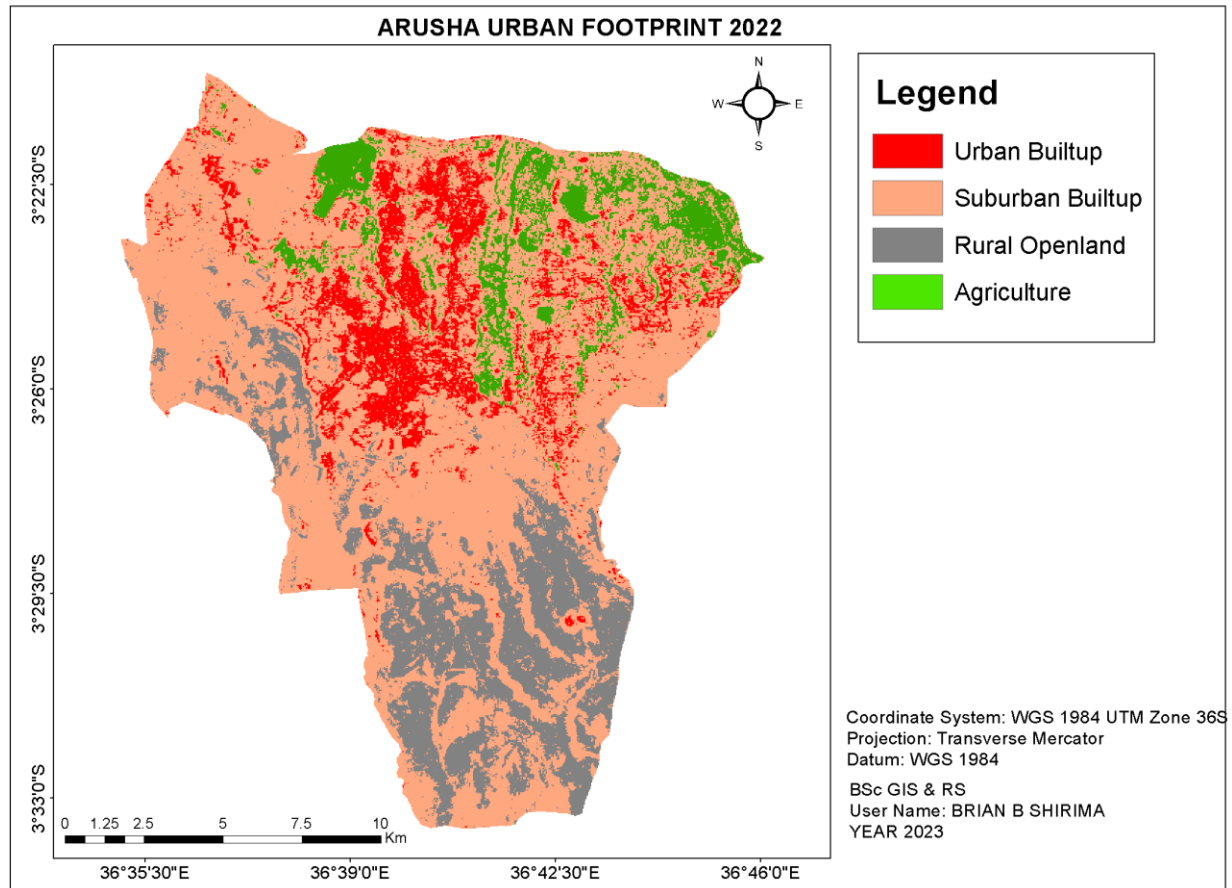 ARUSHA URBAN FOOTPRINT 2022
N
W
E
S
3°22'30"S
3°26'0"S
3°29'30"S
3°33'0"S
0 1.25 2.5 5 7.5 10
Km
36°35'30"E 36°39'0"E 36°42'30"E 36°46'0"E
Legend
Urban Builtup
Suburban Builtup
Rural Openland
Agriculture
Coordinate System: WGS 1984 UTM Zone 36S
Projection: Transverse Mercator
Datum: WGS 1984
BSc GIS & RS
User Name: BRIAN B SHIRIMA
YEAR 2023